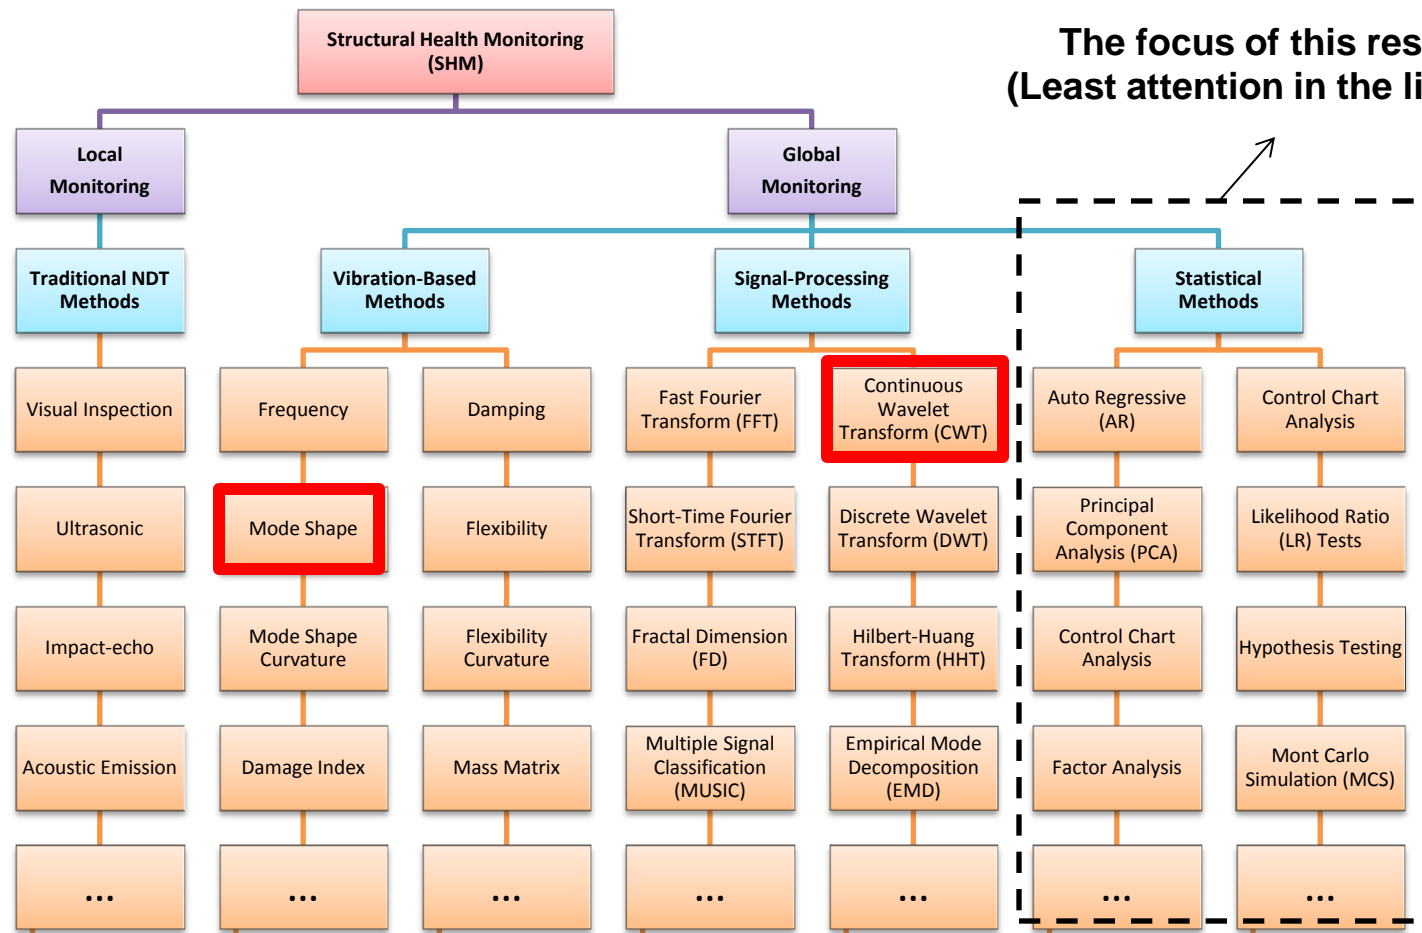 Structural Health Monitoring
(SHM)
The focus of this res
(Least attention in the li
Local
Monitoring
Global
Monitoring
Traditional NDT
Methods
Vibration-Based
Methods
Signal-Processing
Methods
Statistical
Methods
Visual Inspection
Frequency
Damping
Fast Fourier
Transform (FFT)
Continuous
Wavelet
Transform (CWT)
Auto Regressive
(AR)
Control Chart
Analysis
Ultrasonic
Mode Shape
Flexibility
Short-Time Fourier
Transform (STFT)
Discrete Wavelet
Transform (DWT)
Principal
Component
Analysis (PCA)
Likelihood Ratio
(LR) Tests
Impact-echo
Mode Shape
Curvature
Flexibility
Curvature
Fractal Dimension
(FD)
Hilbert-Huang
Transform (HHT)
Control Chart
Analysis
Hypothesis Testing
Acoustic Emission
Damage Index
Mass Matrix
Multiple Signal
Classification
(MUSIC)
Empirical Mode
Decomposition
(EMD)
Factor Analysis
Mont Carlo
Simulation (MCS)
...
...
...
...
...
...
...